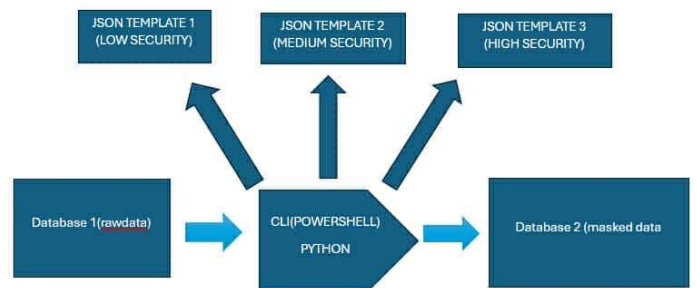 JSON TEMPLATE 1
(LOW SECURITY)
JSON TEMPLATE 2
(MEDIUM SECURITY)
JSON TEMPLATE 3
(HIGH SECURITY)
Database 1(rawdata)
CLI(POWERSHELL)
PYTHON
Database 2 (masked data